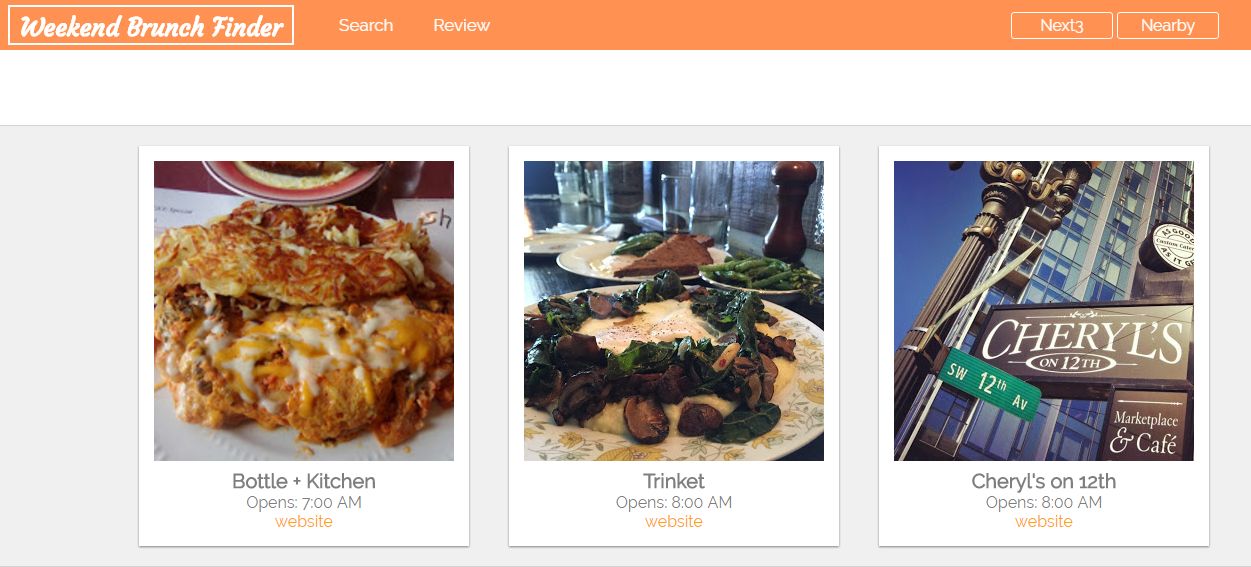 Weekend Brunch Finder
Search
Review
Next3
Nearby
CHERYL'S
ON 12TH
SW 12th AV
Marketplace
& Café
AS GOOD
Custom
AS IT
Bottle + Kitchen
Opens: 7:00 AM
website
Trinket
Opens: 8:00 AM
website
Cheryl's on 12th
Opens: 8:00 AM
website